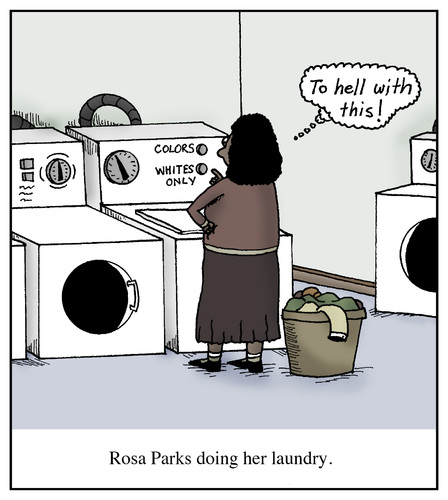 To hell with
this!
COLORS
WHITES
ONLY
Rosa Parks doing her laundry.